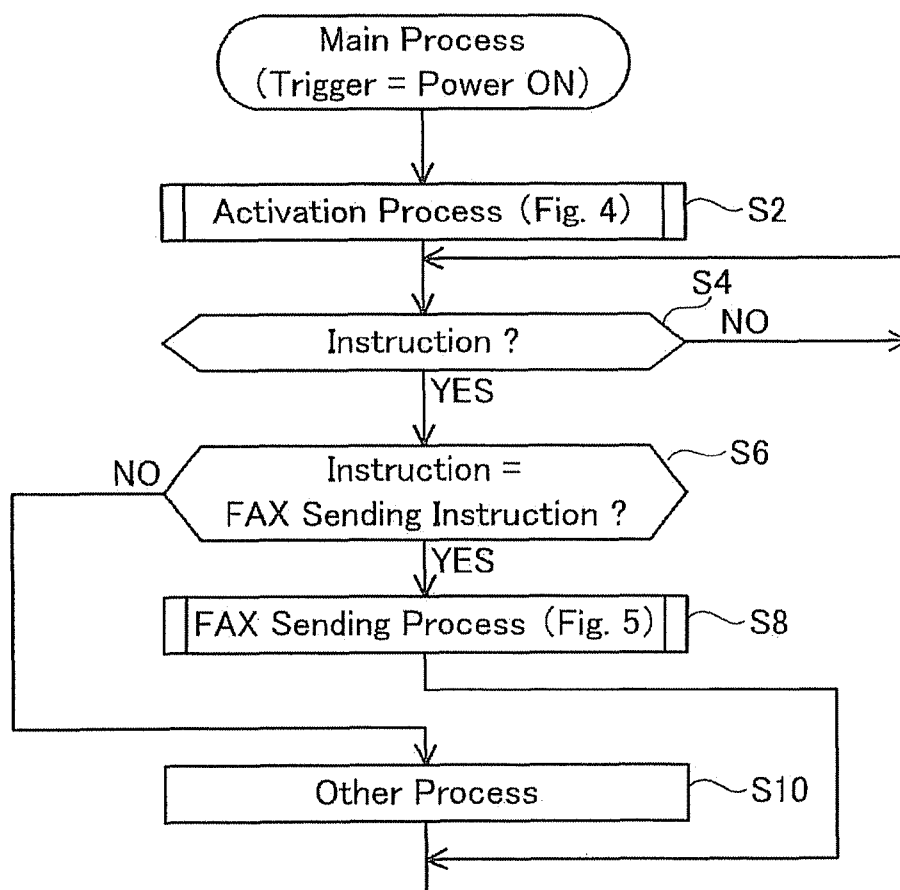 Main Process
(Trigger = Power ON)
Activation Process (Fig. 4)
S2
S4
Instruction ?
NO
YES
S6
NO
Instruction =
FAX Sending Instruction ?
YES
FAX Sending Process (Fig. 5)
S8
Other Process
S10